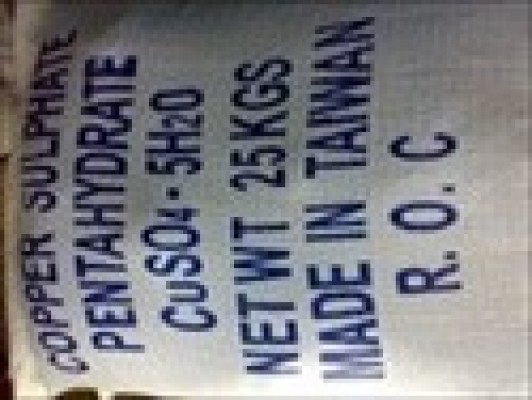 COPPER SULPHATE
PENTAHYDRATE
CuSO4·5H2O
NET WT 25KGS
MADE IN TAIWAN
R.O.C